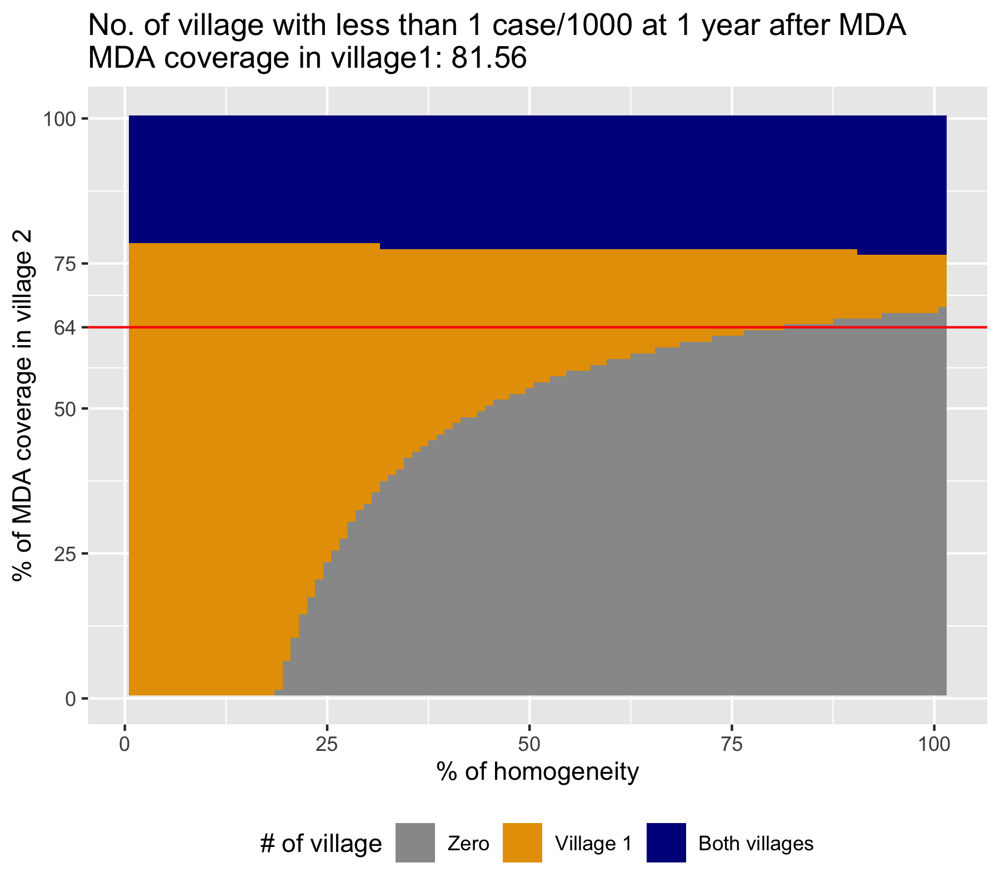 No. of village with less than 1 case/1000 at 1 year after MDA
MDA coverage in village1: 81.56
% of MDA coverage in village 2
100
75
64
50
25
0
0 25 50 75 100
% of homogeneity
# of village Zero Village 1 Both villages